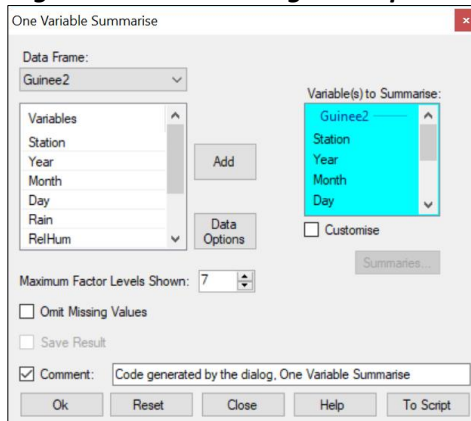 One Variable Summarise
Data Frame:
Guinee2
Variable(s) to Summarise:
Variables
Station
Year
Month
Day
Rain
RelHum
Add
Data
Options
Guinee2
Station
Year
Month
Day
Customise
Summaries...
Maximum Factor Levels Shown: 7
Omit Missing Values
Save Result
Comment: Code generated by the dialog, One Variable Summarise
Ok Reset Close Help To Script